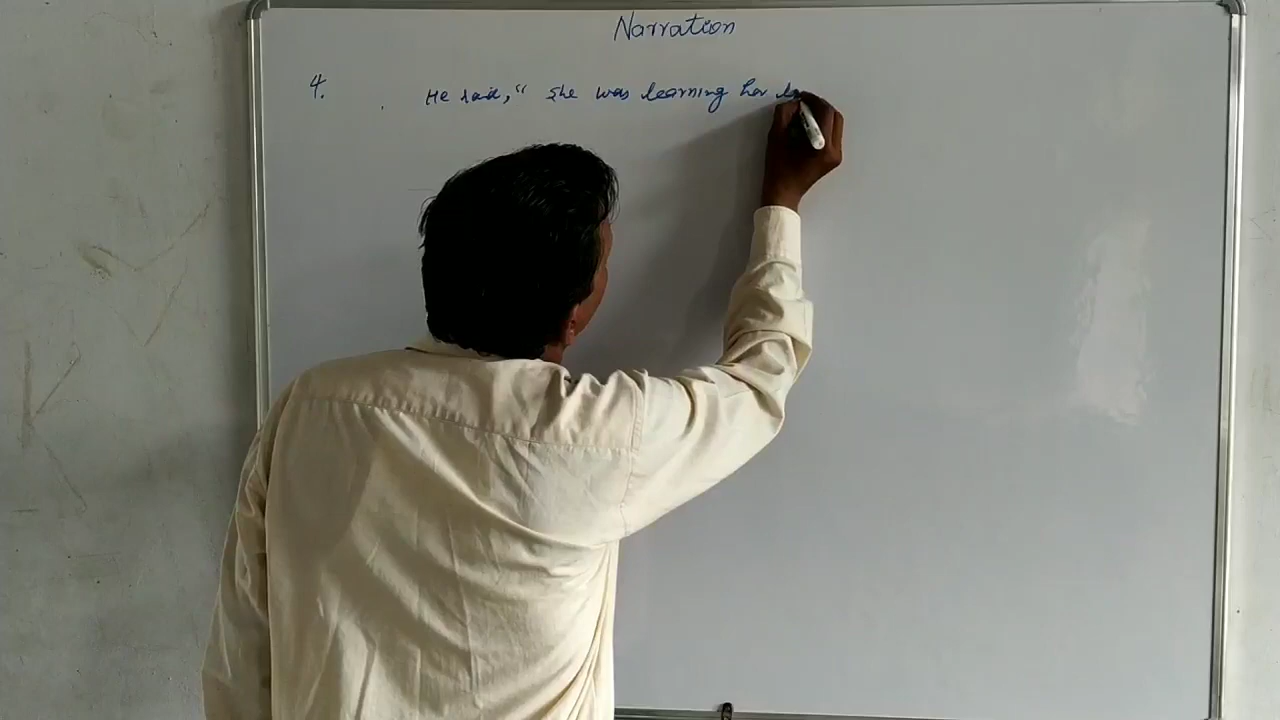 Narration
4. He said, " She was learning her